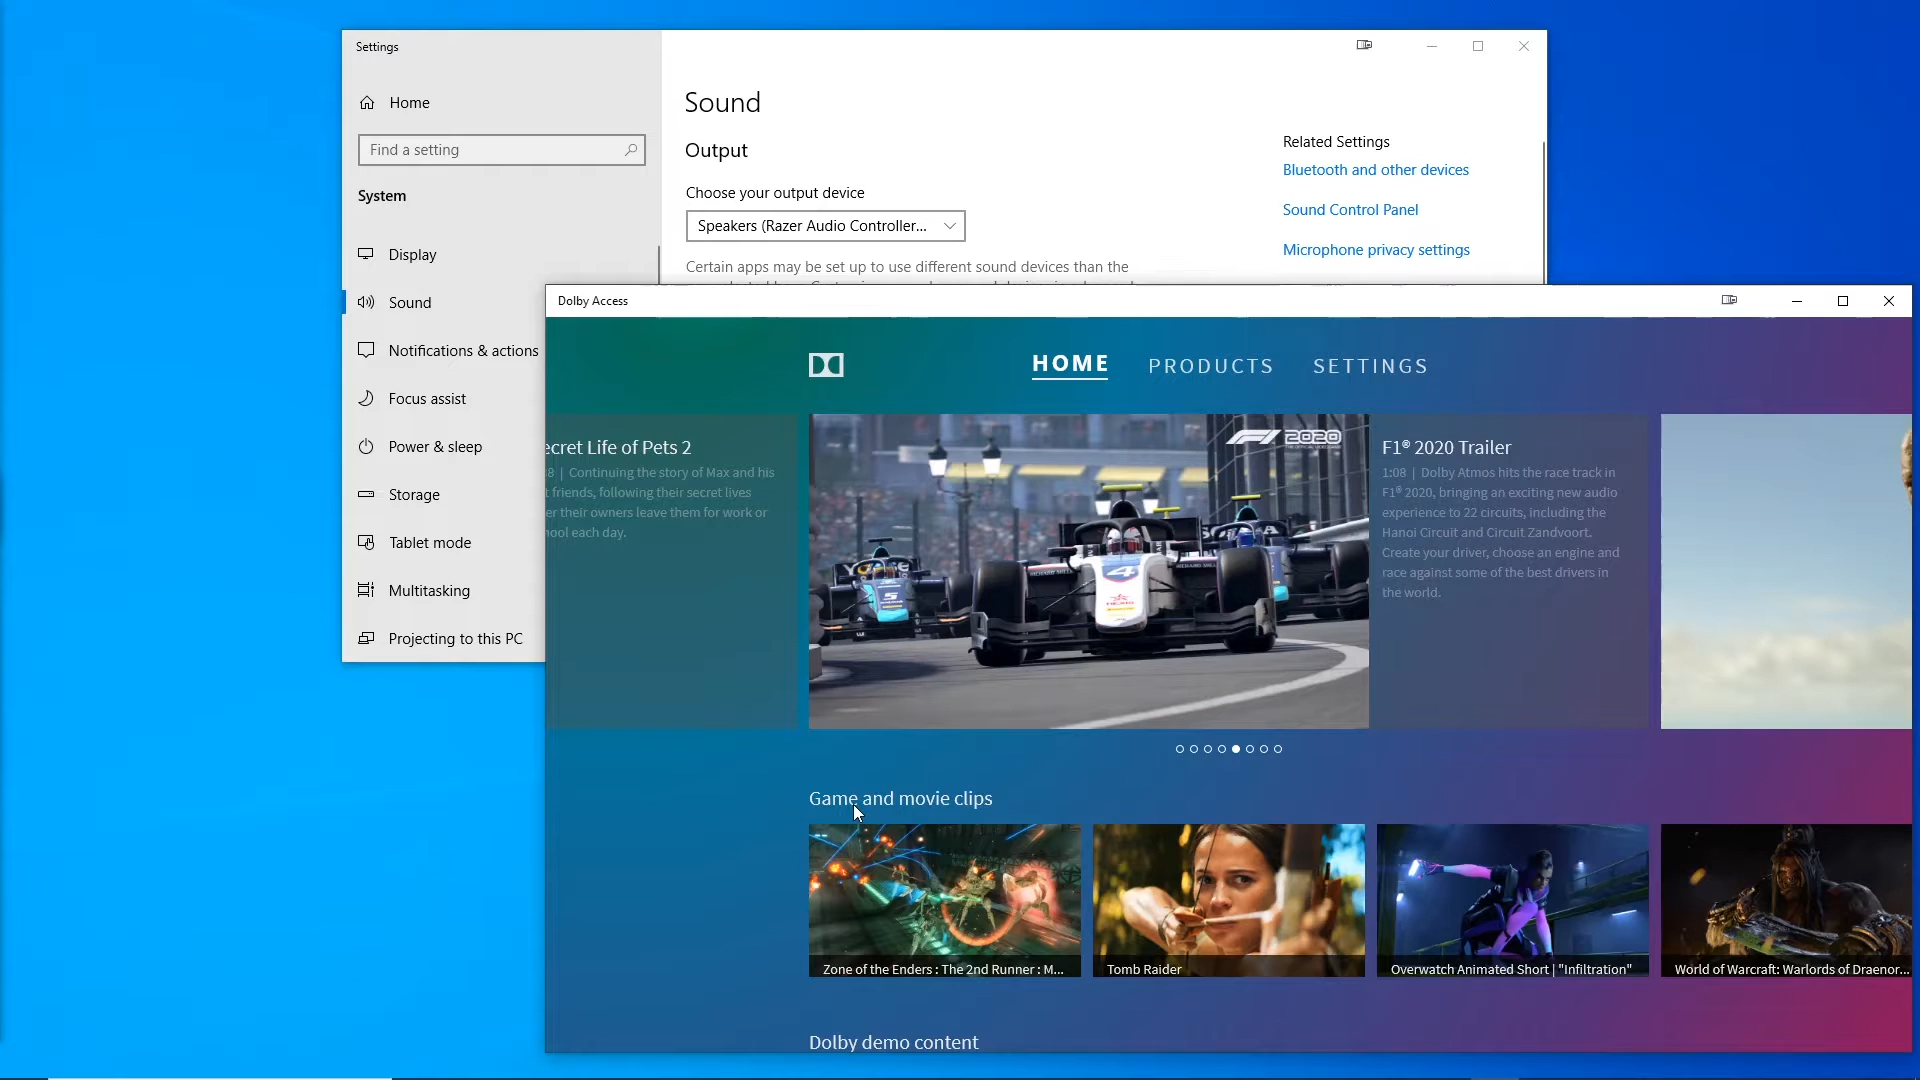 Settings
Home
Find a setting
System
Display
Sound
Notifications & actions
Focus assist
Power & sleep
Storage
Tablet mode
Multitasking
Projecting to this PC
Sound
Output
Choose your output device
Speakers (Razer Audio Controller...
Certain apps may be set up to use different sound devices than the
Related Settings
Bluetooth and other devices
Sound Control Panel
Microphone privacy settings
Dolby Access
HOME
PRODUCTS
SETTINGS
ecret Life of Pets 2
8 | Continuing the story of Max and his
t friends, following their secret lives
er their owners leave them for work or
ool each day.
F1 2020
4
5
F1® 2020 Trailer
1:08 | Dolby Atmos hits the race track in
F1® 2020, bringing an exciting new audio
experience to 22 circuits, including the
Hanoi Circuit and Circuit Zandvoort.
Create your driver, choose an engine and
race against some of the best drivers in
the world.
Game and movie clips
Zone of the Enders : The 2nd Runner : M...
Tomb Raider
Overwatch Animated Short | "Infiltration"
World of Warcraft: Warlords of Draenor...
Dolby demo content